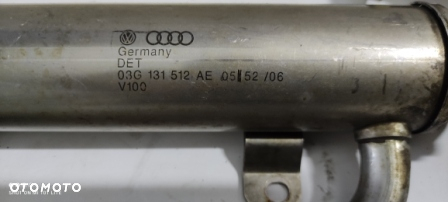 Germany
DET
03G 131 512 AE 05 52 /06
V100
OTOMOTO